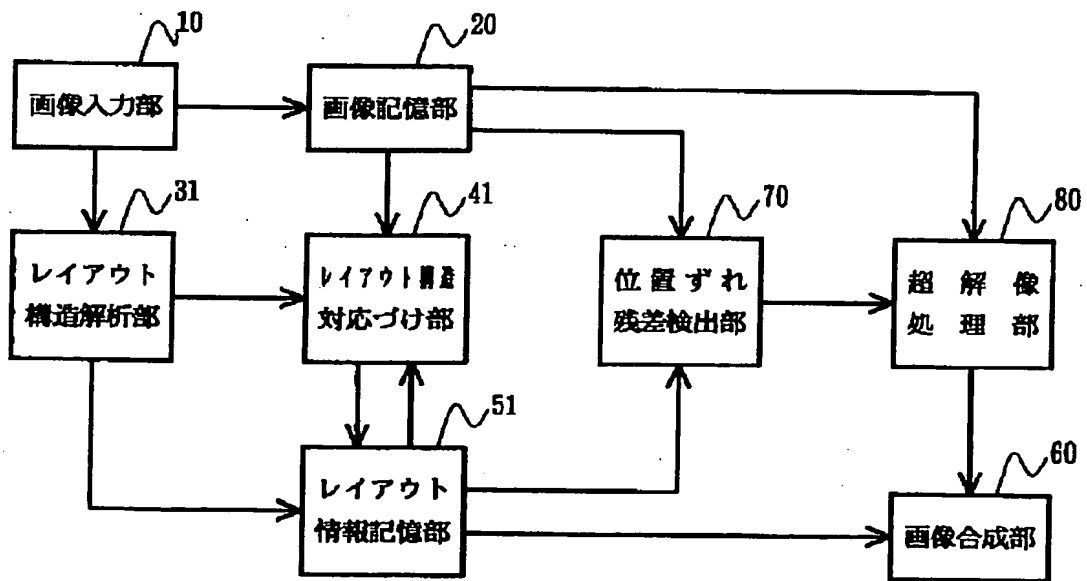 10
画像入力部
20
画像記憶部
31
レイアウト
構造解析部
41
レイアウト構造
対応づけ部
70
位置ずれ
残差検出部
80
超解像
処理部
51
レイアウト
情報記憶部
60
画像合成部